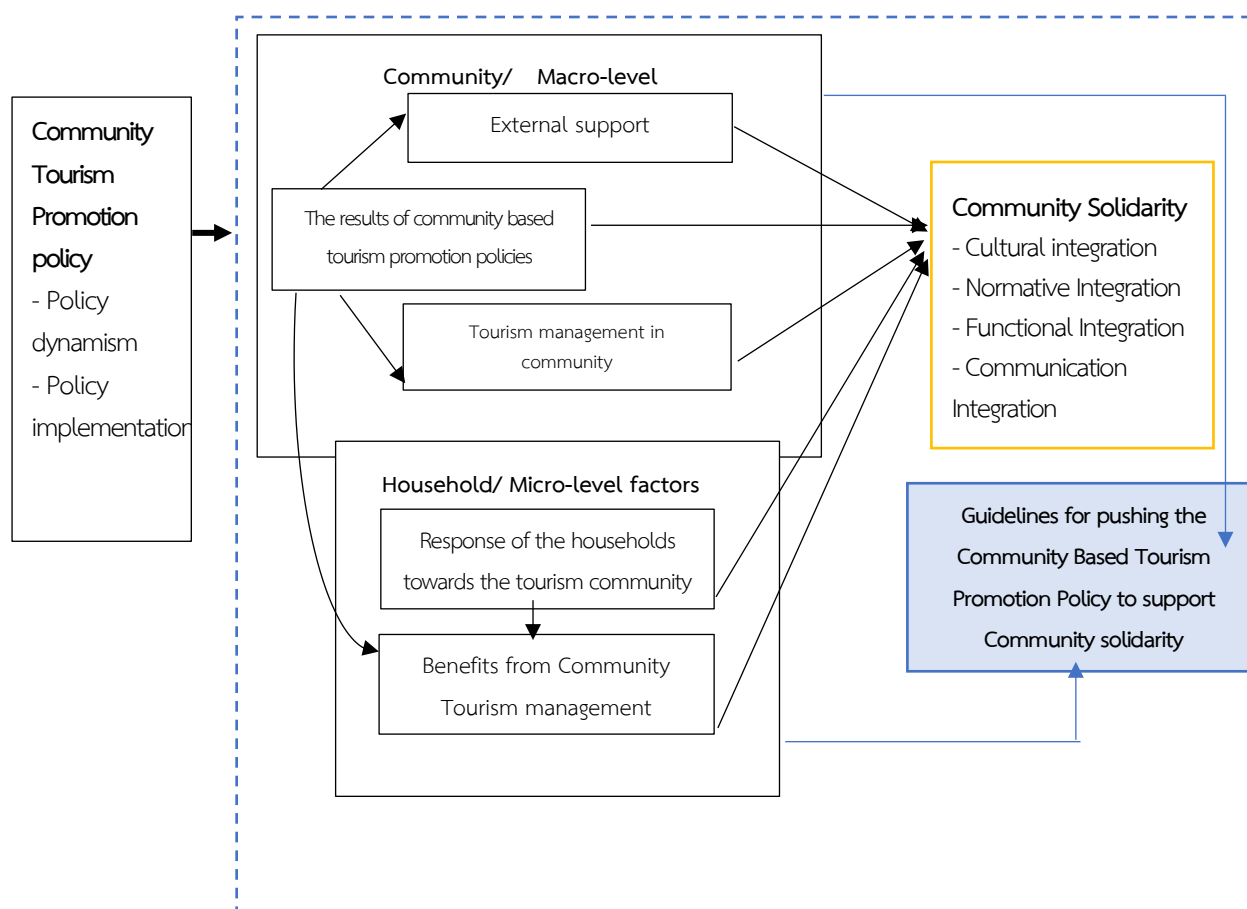 Community
Tourism
Promotion
policy
- Policy
dynamism
- Policy
implementation
Community/ Macro-level
External support
The results of community based
tourism promotion policies
Tourism management in
community
Household/ Micro-level factors
Response of the households
towards the tourism community
Benefits from Community
Tourism management
Community Solidarity
- Cultural integration
- Normative Integration
- Functional Integration
- Communication
Integration
Guidelines for pushing the
Community Based Tourism
Promotion Policy to support
Community solidarity